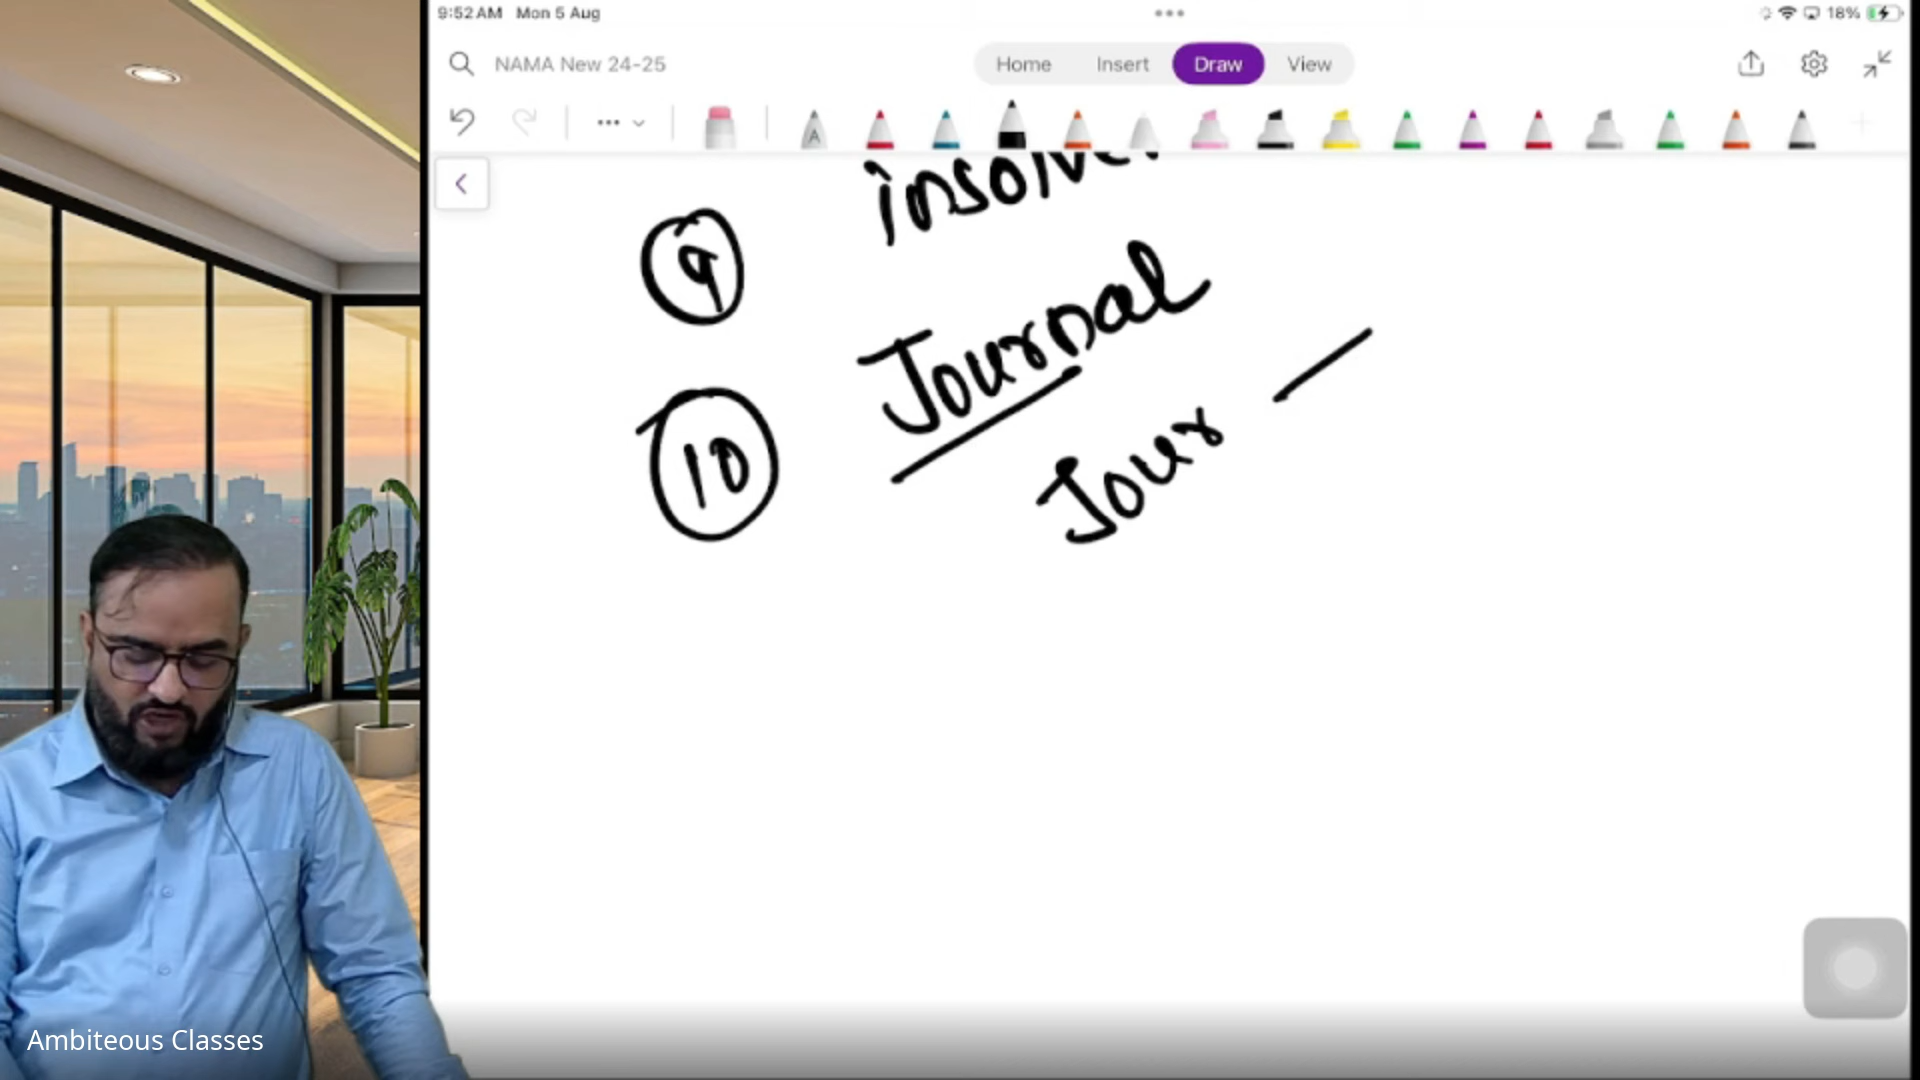 9:52 AM Mon 5 Aug
18%
NAMA New 24-25
Home Insert Draw View
A
9
10 Journal
Jour —
Ambiteous Classes